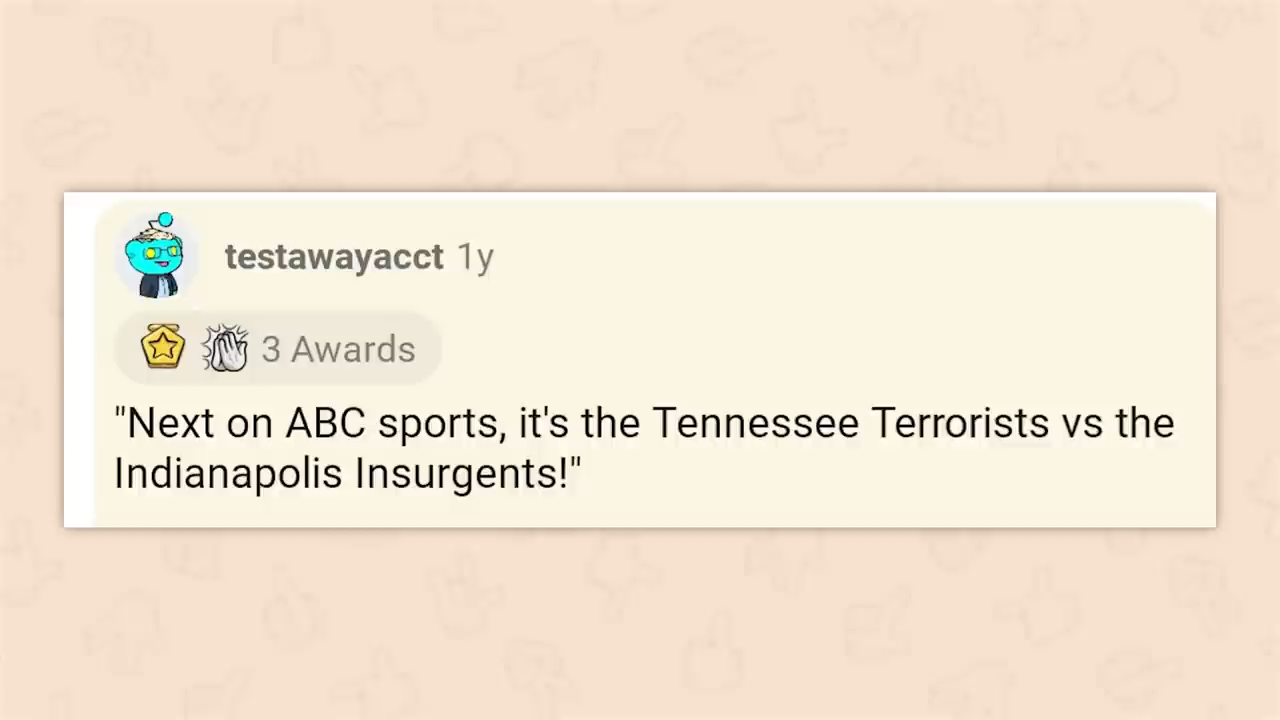 testawayacct 1y
3 Awards
"Next on ABC sports, it's the Tennessee Terrorists vs the
Indianapolis Insurgents!"